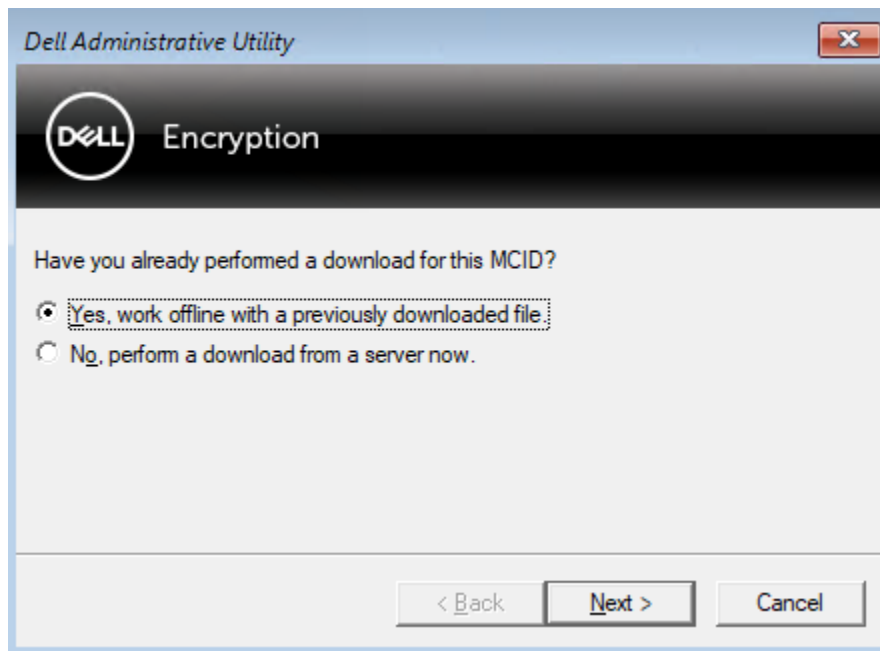 Dell Administrative Utility
DELL Encryption
Have you already performed a download for this MCID?
Yes, work offline with a previously downloaded file.
No, perform a download from a server now.
< Back Next > Cancel